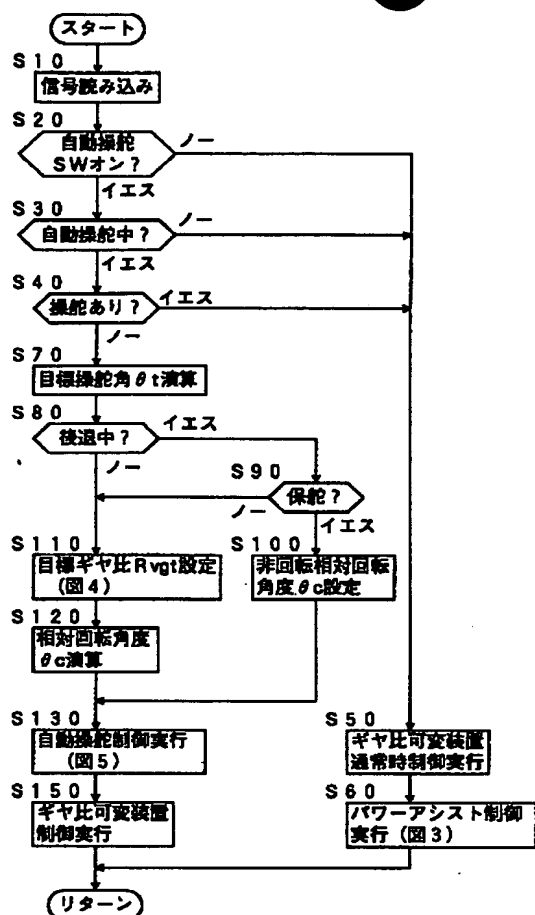 スタート
S10
信号読み込み
S20
自動操舵
SWオン?
ノー
イエス
S30
自動操舵中?
ノー
イエス
S40
操舵あり?
イエス
ノー
S70
目標操舵角θt演算
S80
後退中?
イエス
ノー
S90
保舵?
ノー
イエス
S110
目標ギヤ比Rvgt設定
(図4)
S100
非回転相対回転
角度θc設定
S120
相対回転角度
θc演算
S130
自動操舵制御実行
(図5)
S50
ギヤ比可変装置
通常時制御実行
S150
ギヤ比可変装置
制御実行
S60
パワーアシスト制御
実行(図3)
リターン